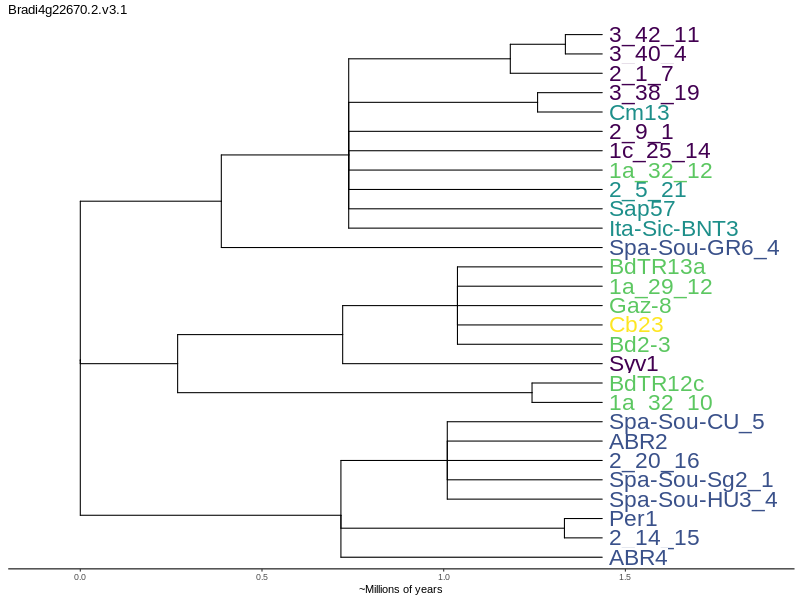 Bradi4g22670.2.v3.1
3_42_11
3_40_4
2_1_7
3_38_19
Cm13
2_9_1
1c_25_14
1a_32_12
2_5_21
Sap57
Ita-Sic-BNT3
Spa-Sou-GR6_4
BdTR13a
1a_29_12
Gaz-8
Cb23
Bd2-3
Syv1
BdTR12c
1a_32_10
Spa-Sou-CU_5
ABR2
2_20_16
Spa-Sou-Sg2_1
Spa-Sou-HU3_4
Per1
2_14_15
ABR4
0.0 0.5 1.0 1.5
~Millions of years